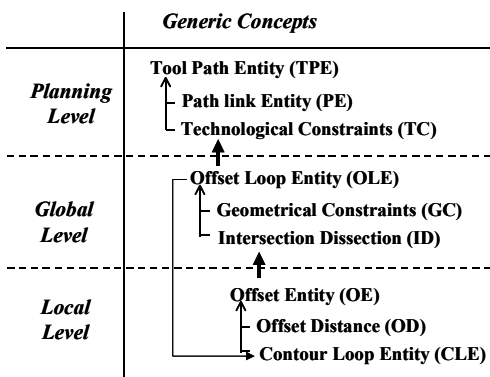 Generic Concepts
Planning
Level
Tool Path Entity (TPE)
Path link Entity (PE)
Technological Constraints (TC)
Global
Level
Offset Loop Entity (OLE)
Geometrical Constraints (GC)
Intersection Dissection (ID)
Local
Level
Offset Entity (OE)
Offset Distance (OD)
Contour Loop Entity (CLE)